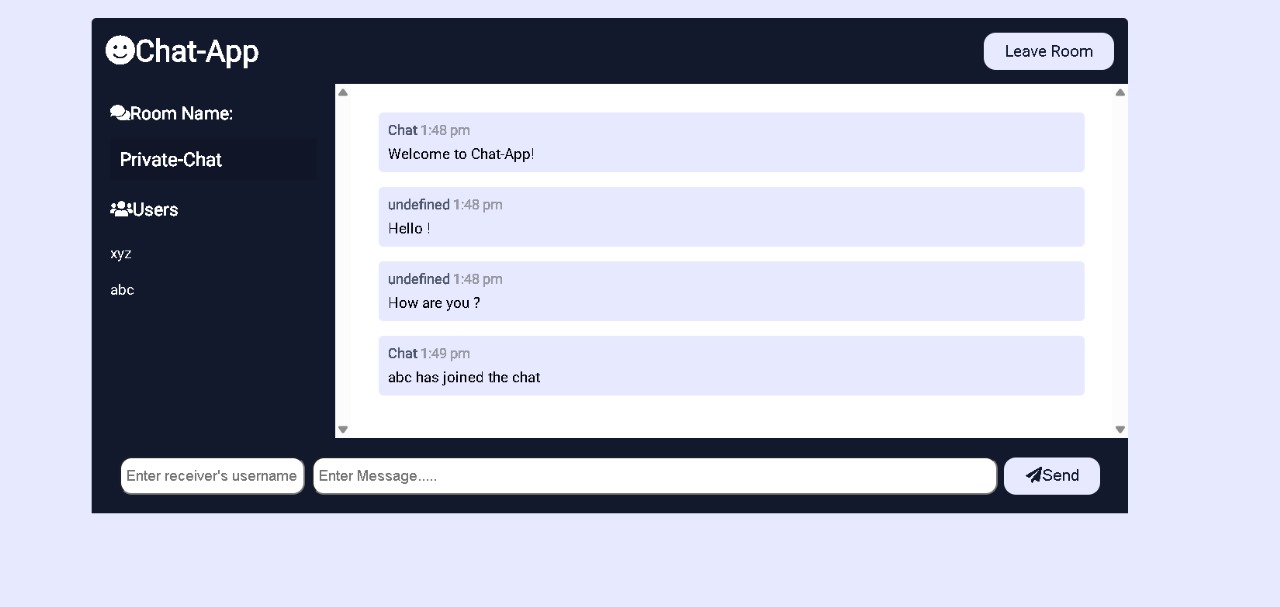 Chat-App
Leave Room
Room Name:
Private-Chat
Users
xyz
abc
Chat 1:48 pm
Welcome to Chat-App!
undefined 1:48 pm
Hello !
undefined 1:48 pm
How are you ?
Chat 1:49 pm
abc has joined the chat
Enter receiver's username
Enter Message.....
Send